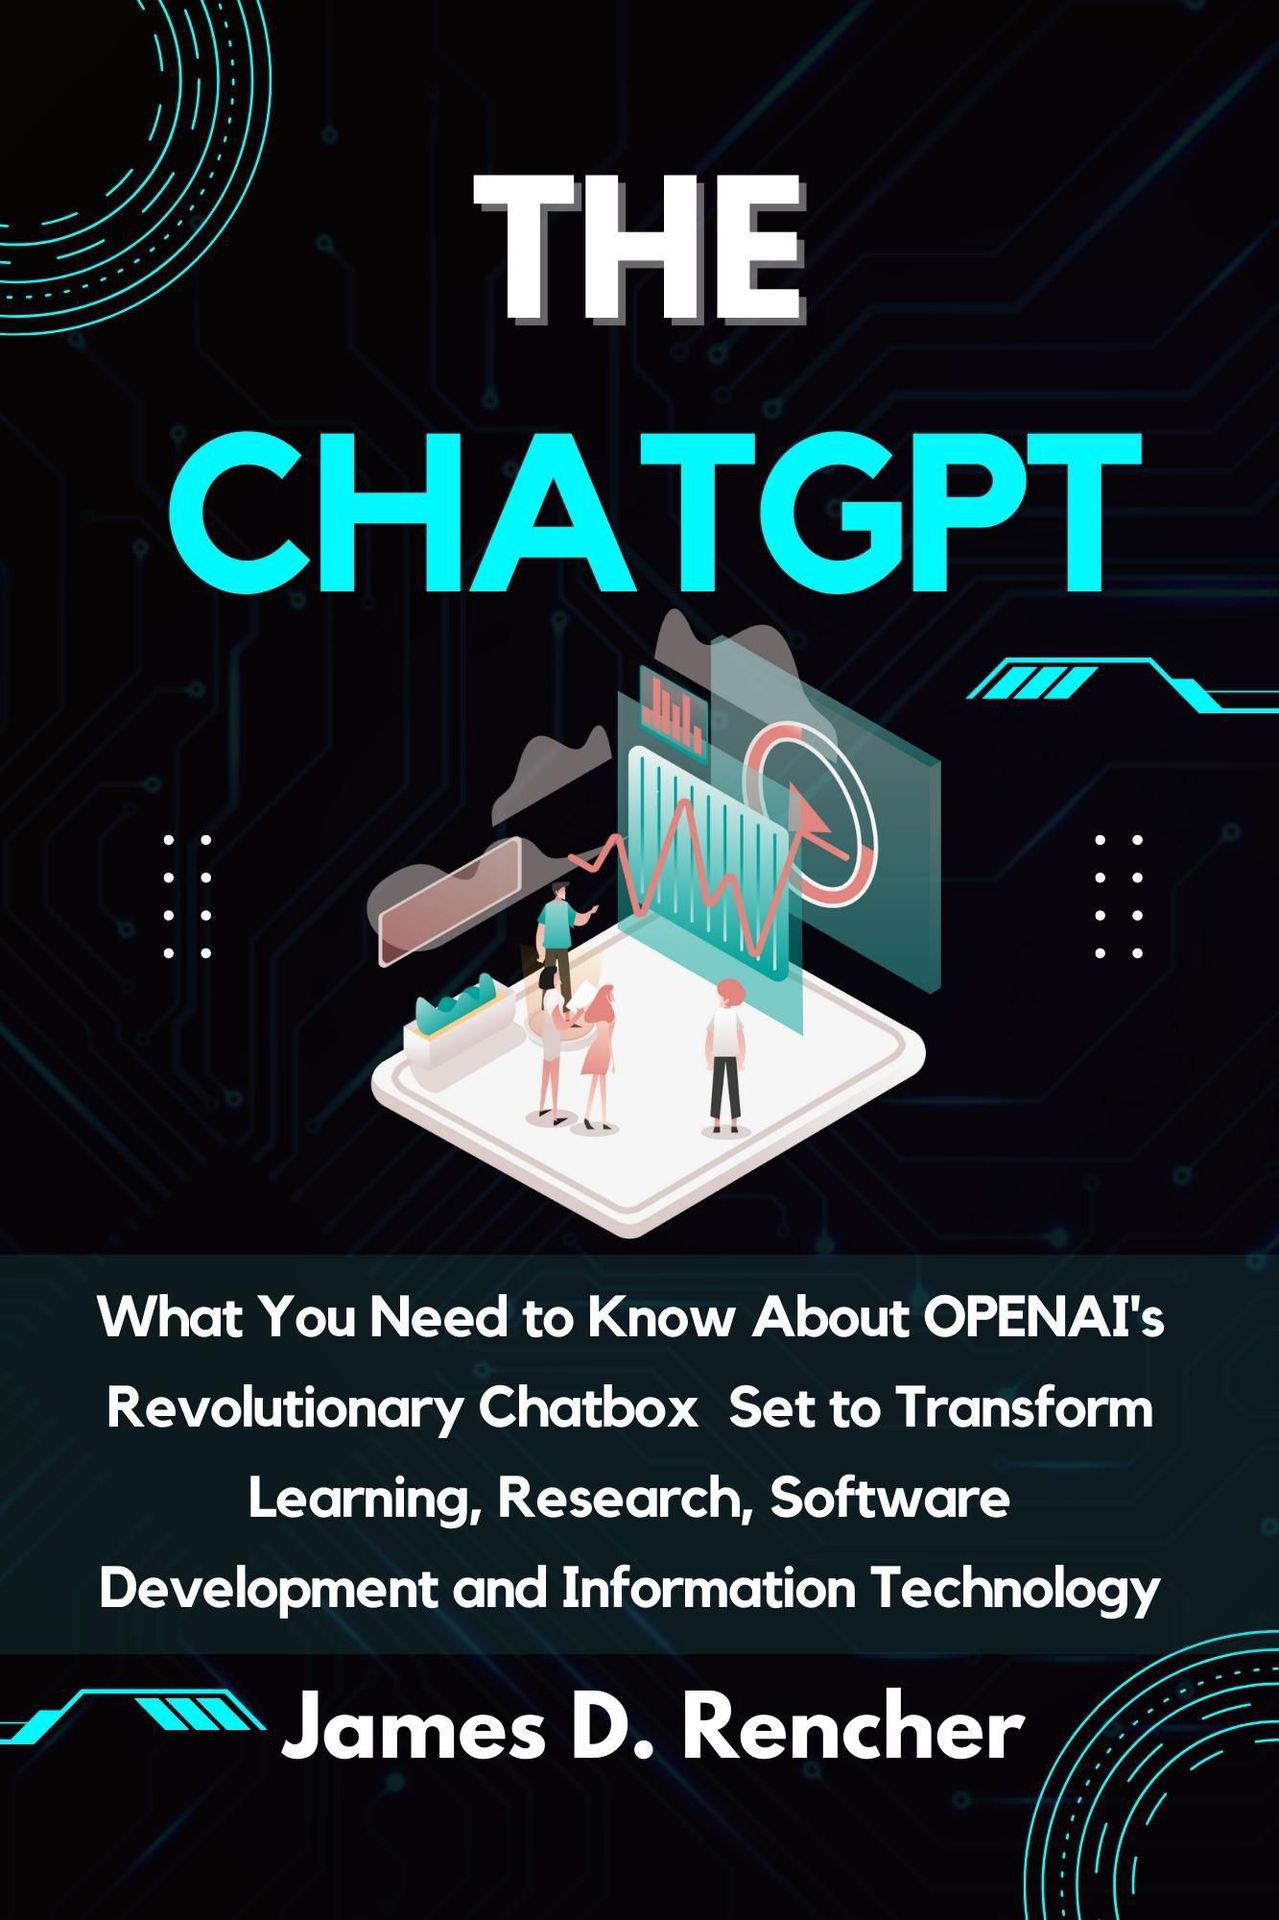 THE
CHATGPT
What You Need to Know About OPENAI's
Revolutionary Chatbox Set to Transform
Learning, Research, Software
Development and Information Technology
James D. Rencher